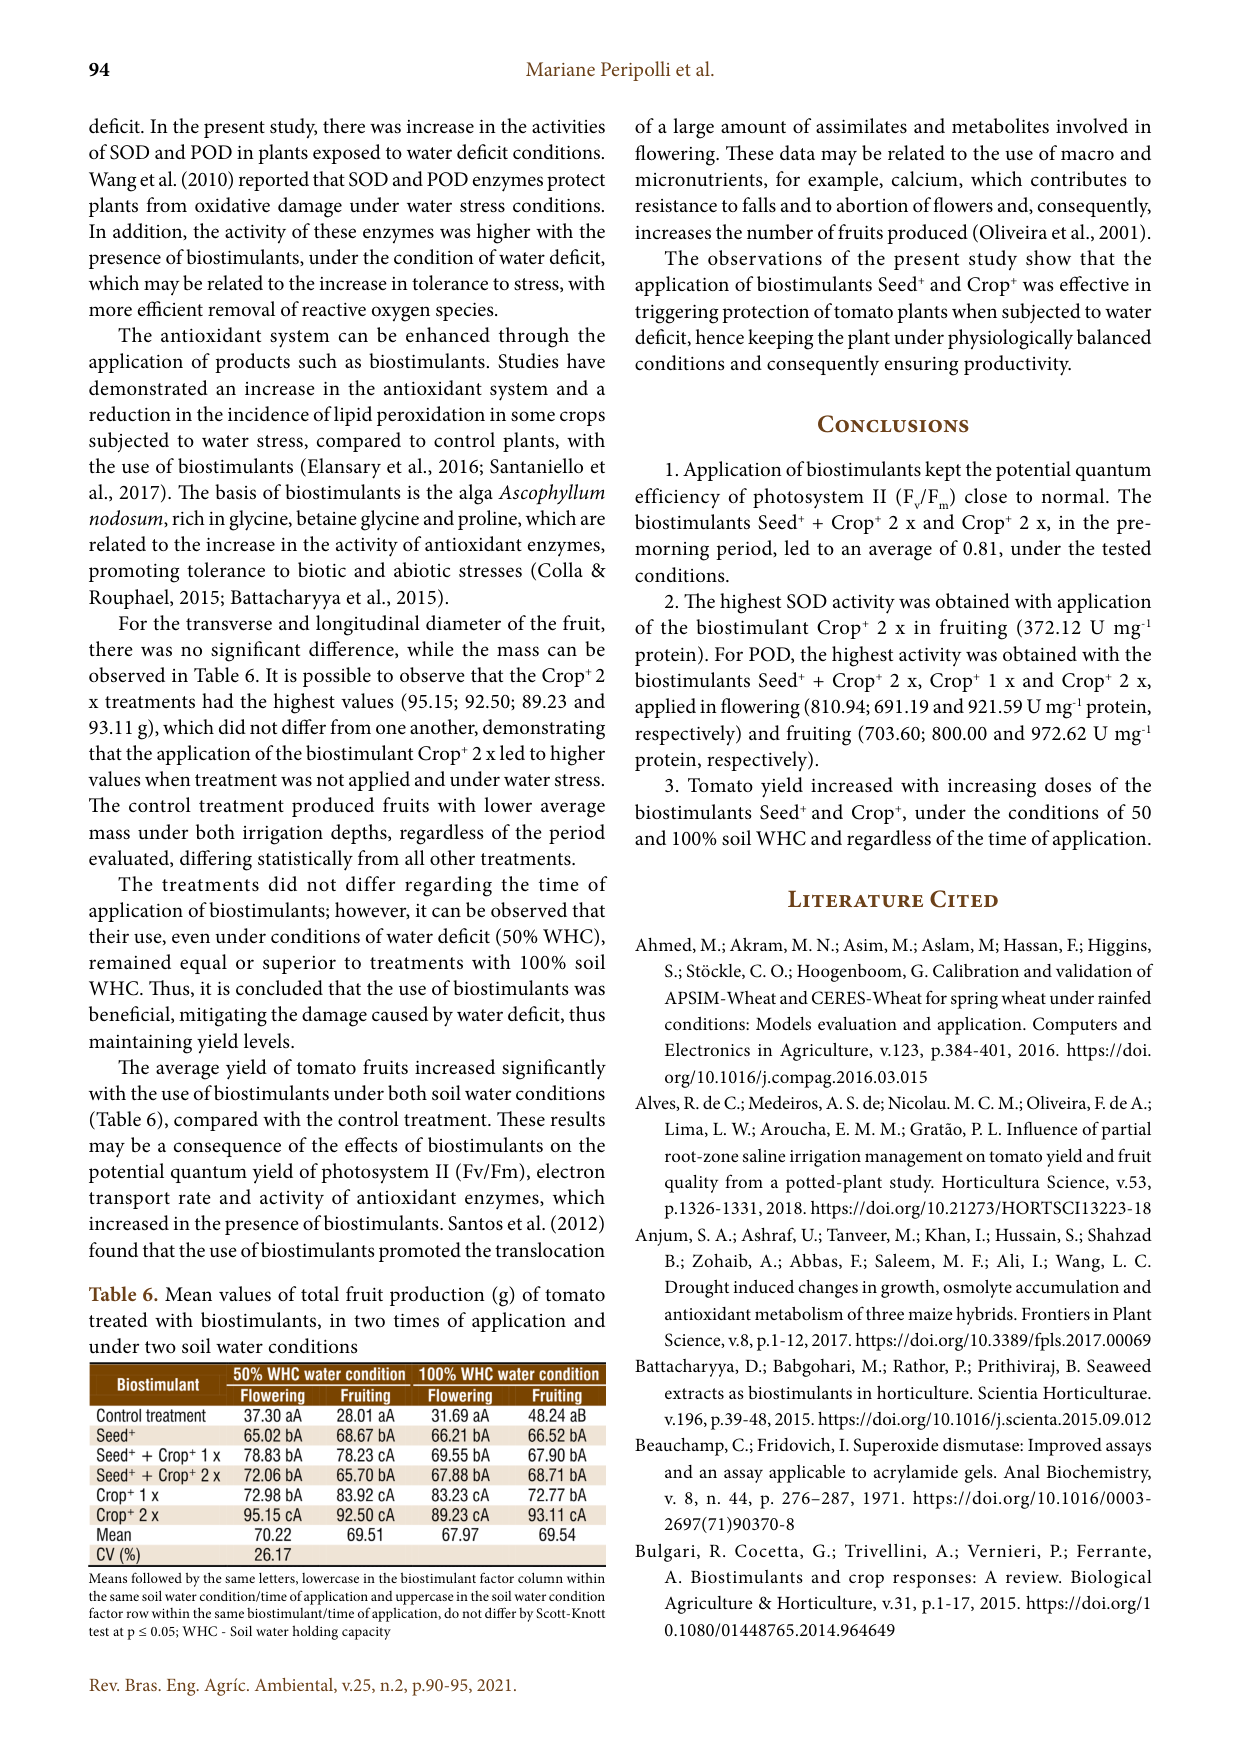 94
Mariane Peripolli et al.
deficit. In the present study, there was increase in the activities
of SOD and POD in plants exposed to water deficit conditions.
Wang et al. (2010) reported that SOD and POD enzymes protect
plants from oxidative damage under water stress conditions.
In addition, the activity of these enzymes was higher with the
presence of biostimulants, under the condition of water deficit,
which may be related to the increase in tolerance to stress, with
more efficient removal of reactive oxygen species.
The antioxidant system can be enhanced through the
application of products such as biostimulants. Studies have
demonstrated an increase in the antioxidant system and a
reduction in the incidence of lipid peroxidation in some crops
subjected to water stress, compared to control plants, with
the use of biostimulants (Elansary et al., 2016; Santaniello et
al., 2017). The basis of biostimulants is the alga Ascophyllum
nodosum, rich in glycine, betaine glycine and proline, which are
related to the increase in the activity of antioxidant enzymes,
promoting tolerance to biotic and abiotic stresses (Colla &
Rouphael, 2015; Battacharyya et al., 2015).
For the transverse and longitudinal diameter of the fruit,
there was no significant difference, while the mass can be
observed in Table 6. It is possible to observe that the Crop⁺ 2
x treatments had the highest values (95.15; 92.50; 89.23 and
93.11 g), which did not differ from one another, demonstrating
that the application of the biostimulant Crop⁺ 2 x led to higher
values when treatment was not applied and under water stress.
The control treatment produced fruits with lower average
mass under both irrigation depths, regardless of the period
evaluated, differing statistically from all other treatments.
The treatments did not differ regarding the time of
application of biostimulants; however, it can be observed that
their use, even under conditions of water deficit (50% WHC),
remained equal or superior to treatments with 100% soil
WHC. Thus, it is concluded that the use of biostimulants was
beneficial, mitigating the damage caused by water deficit, thus
maintaining yield levels.
The average yield of tomato fruits increased significantly
with the use of biostimulants under both soil water conditions
(Table 6), compared with the control treatment. These results
may be a consequence of the effects of biostimulants on the
potential quantum yield of photosystem II (Fv/Fm), electron
transport rate and activity of antioxidant enzymes, which
increased in the presence of biostimulants. Santos et al. (2012)
found that the use of biostimulants promoted the translocation
Table 6. Mean values of total fruit production (g) of tomato
treated with biostimulants, in two times of application and
under two soil water conditions
Biostimulant 50% WHC water condition 100% WHC water condition
Flowering Fruiting Flowering Fruiting
Control treatment 37.30 aA 28.01 aA 31.69 aA 48.24 aB
Seed⁺ 65.02 bA 68.67 bA 66.21 bA 66.52 bA
Seed⁺ + Crop⁺ 1 x 78.83 bA 78.23 cA 69.55 bA 67.90 bA
Seed⁺ + Crop⁺ 2 x 72.06 bA 65.70 bA 67.88 bA 68.71 bA
Crop⁺ 1 x 72.98 bA 83.92 cA 83.23 cA 72.77 bA
Crop⁺ 2 x 95.15 cA 92.50 cA 89.23 cA 93.11 cA
Mean 70.22 69.51 67.97 69.54
CV (%) 26.17
Means followed by the same letters, lowercase in the biostimulant factor column within
the same soil water condition/time of application and uppercase in the soil water condition
factor row within the same biostimulant/time of application, do not differ by Scott-Knott
test at p ≤ 0.05; WHC - Soil water holding capacity
of a large amount of assimilates and metabolites involved in
flowering. These data may be related to the use of macro and
micronutrients, for example, calcium, which contributes to
resistance to falls and to abortion of flowers and, consequently,
increases the number of fruits produced (Oliveira et al., 2001).
The observations of the present study show that the
application of biostimulants Seed⁺ and Crop⁺ was effective in
triggering protection of tomato plants when subjected to water
deficit, hence keeping the plant under physiologically balanced
conditions and consequently ensuring productivity.
Conclusions
1. Application of biostimulants kept the potential quantum
efficiency of photosystem II (Fᵥ/Fₘ) close to normal. The
biostimulants Seed⁺ + Crop⁺ 2 x and Crop⁺ 2 x, in the pre-
morning period, led to an average of 0.81, under the tested
conditions.
2. The highest SOD activity was obtained with application
of the biostimulant Crop⁺ 2 x in fruiting (372.12 U mg⁻¹
protein). For POD, the highest activity was obtained with the
biostimulants Seed⁺ + Crop⁺ 2 x, Crop⁺ 1 x and Crop⁺ 2 x,
applied in flowering (810.94; 691.19 and 921.59 U mg⁻¹ protein,
respectively) and fruiting (703.60; 800.00 and 972.62 U mg⁻¹
protein, respectively).
3. Tomato yield increased with increasing doses of the
biostimulants Seed⁺ and Crop⁺, under the conditions of 50
and 100% soil WHC and regardless of the time of application.
Literature Cited
Ahmed, M.; Akram, M. N.; Asim, M.; Aslam, M; Hassan, F.; Higgins,
S.; Stöckle, C. O.; Hoogenboom, G. Calibration and validation of
APSIM-Wheat and CERES-Wheat for spring wheat under rainfed
conditions: Models evaluation and application. Computers and
Electronics in Agriculture, v.123, p.384-401, 2016. https://doi.
org/10.1016/j.compag.2016.03.015
Alves, R. de C.; Medeiros, A. S. de; Nicolau. M. C. M.; Oliveira, F. de A.;
Lima, L. W.; Aroucha, E. M. M.; Gratão, P. L. Influence of partial
root-zone saline irrigation management on tomato yield and fruit
quality from a potted-plant study. Horticultura Science, v.53,
p.1326-1331, 2018. https://doi.org/10.21273/HORTSCI13223-18
Anjum, S. A.; Ashraf, U.; Tanveer, M.; Khan, I.; Hussain, S.; Shahzad
B.; Zohaib, A.; Abbas, F.; Saleem, M. F.; Ali, I.; Wang, L. C.
Drought induced changes in growth, osmolyte accumulation and
antioxidant metabolism of three maize hybrids. Frontiers in Plant
Science, v.8, p.1-12, 2017. https://doi.org/10.3389/fpls.2017.00069
Battacharyya, D.; Babgohari, M.; Rathor, P.; Prithiviraj, B. Seaweed
extracts as biostimulants in horticulture. Scientia Horticulturae.
v.196, p.39-48, 2015. https://doi.org/10.1016/j.scienta.2015.09.012
Beauchamp, C.; Fridovich, I. Superoxide dismutase: Improved assays
and an assay applicable to acrylamide gels. Anal Biochemistry,
v. 8, n. 44, p. 276–287, 1971. https://doi.org/10.1016/0003-
2697(71)90370-8
Bulgari, R. Cocetta, G.; Trivellini, A.; Vernieri, P.; Ferrante,
A. Biostimulants and crop responses: A review. Biological
Agriculture & Horticulture, v.31, p.1-17, 2015. https://doi.org/1
0.1080/01448765.2014.964649
Rev. Bras. Eng. Agríc. Ambiental, v.25, n.2, p.90-95, 2021.